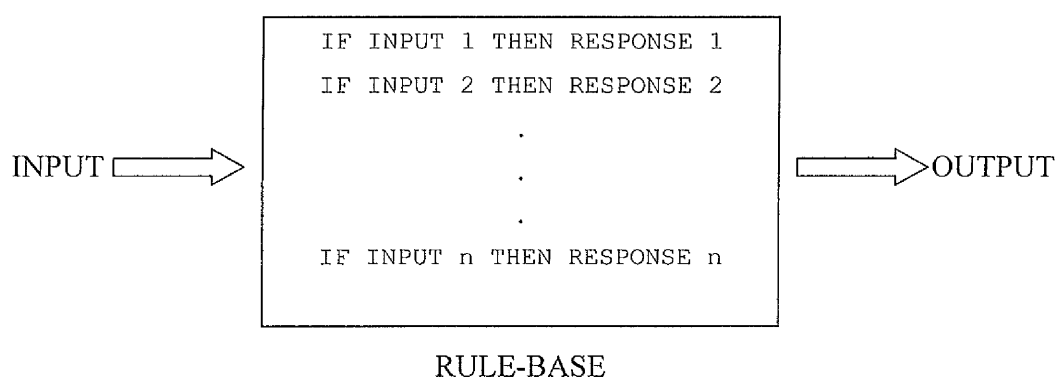 IF INPUT 1 THEN RESPONSE 1
IF INPUT 2 THEN RESPONSE 2
.
INPUT
OUTPUT
.
.
IF INPUT n THEN RESPONSE n
RULE-BASE